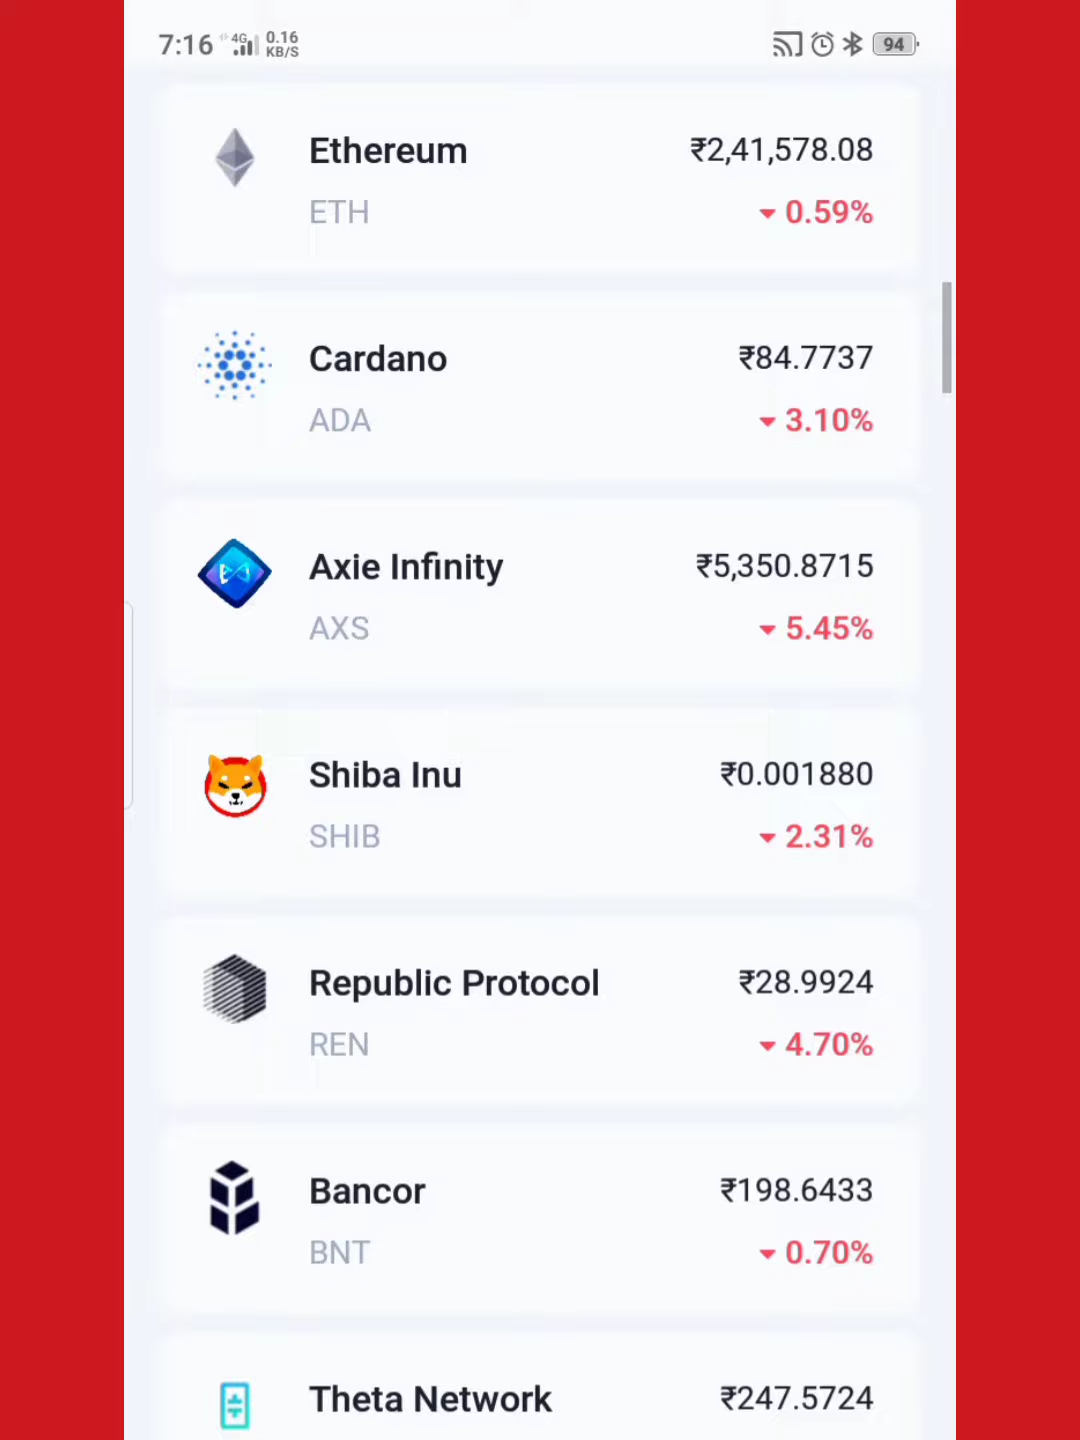 7:16 4G 0.16 KB/S 94
Ethereum ₹2,41,578.08
ETH 0.59%
Cardano ₹84.7737
ADA 3.10%
Axie Infinity ₹5,350.8715
AXS 5.45%
Shiba Inu ₹0.001880
SHIB 2.31%
Republic Protocol ₹28.9924
REN 4.70%
Bancor ₹198.6433
BNT 0.70%
Theta Network ₹247.5724